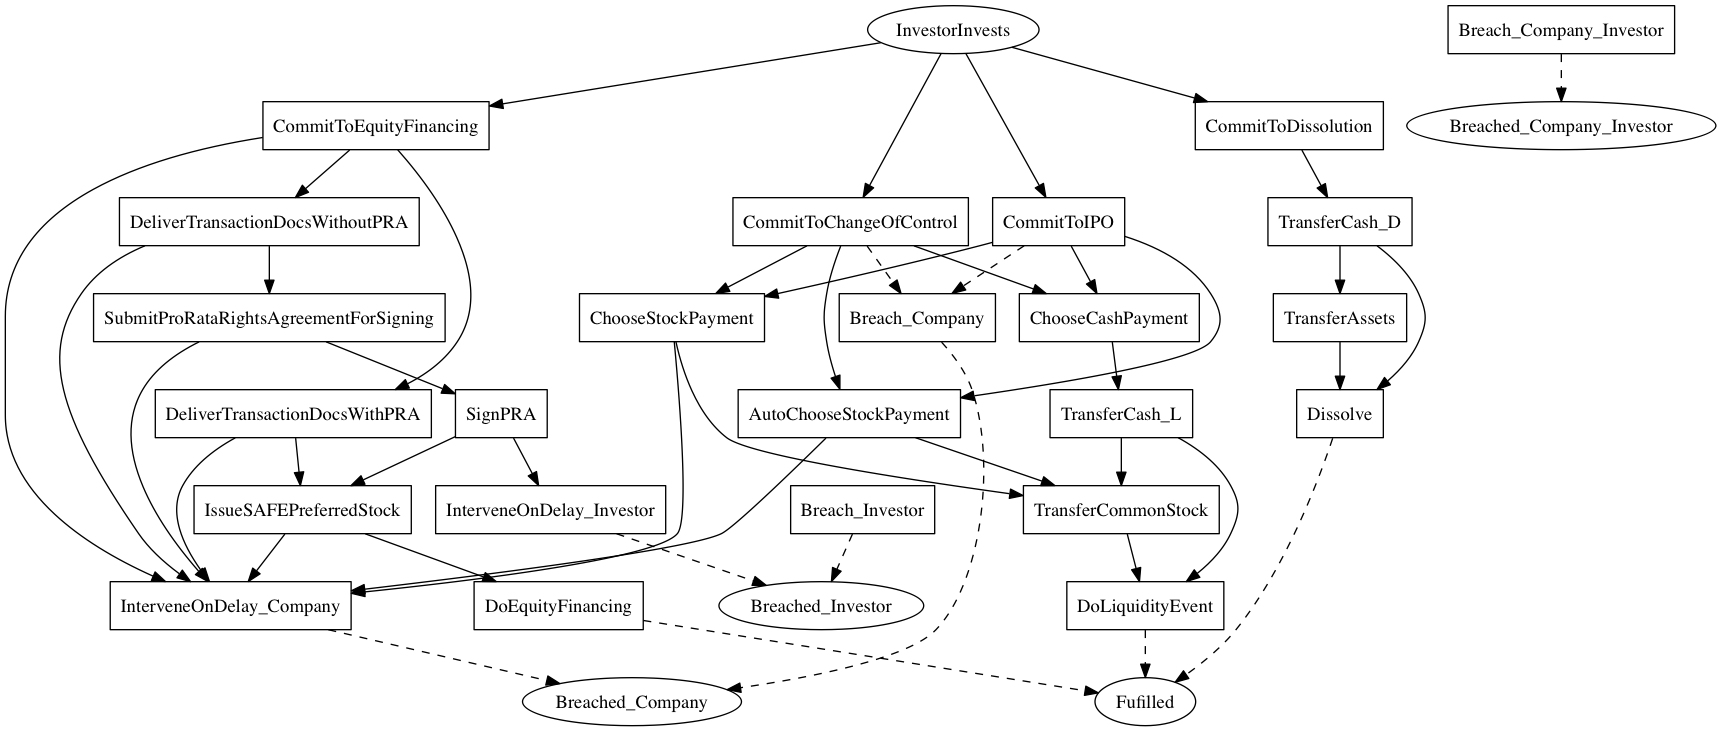 InvestorInvests
Breach_Company_Investor
CommitToEquityFinancing
CommitToDissolution
Breached_Company_Investor
DeliverTransactionDocsWithoutPRA
CommitToChangeOfControl
CommitToIPO
TransferCash_D
SubmitProRataRightsAgreementForSigning
ChooseStockPayment
Breach_Company
ChooseCashPayment
TransferAssets
DeliverTransactionDocsWithPRA
SignPRA
AutoChooseStockPayment
TransferCash_L
Dissolve
IssueSAFEPreferredStock
InterveneOnDelay_Investor
Breach_Investor
TransferCommonStock
InterveneOnDelay_Company
DoEquityFinancing
Breached_Investor
DoLiquidityEvent
Breached_Company
Fufilled